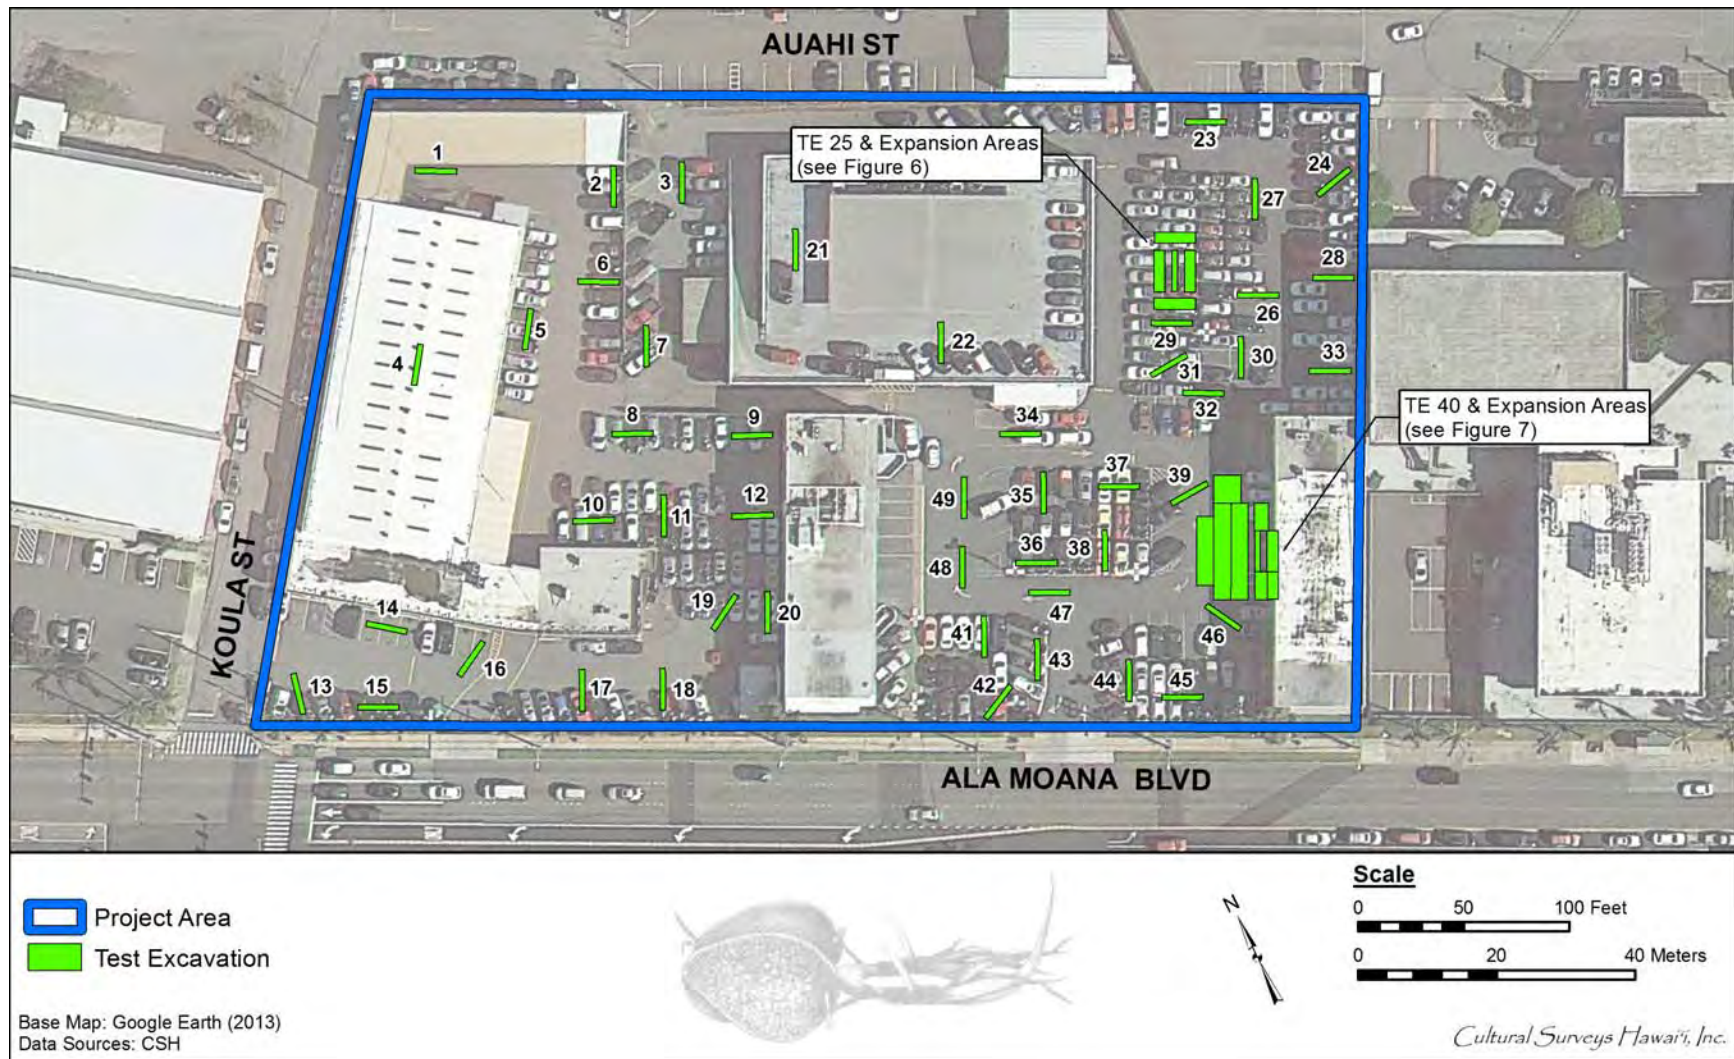 AUAHI ST
TE 25 & Expansion Areas
(see Figure 6)
23
1
2
3
24
27
21
28
6
26
5
7
22
29
30
4
31
33
32
TE 40 & Expansion Areas
(see Figure 7)
8
9
34
37
39
49
35
10
11
12
36
38
48
19
20
47
14
KOULA ST
16
41
46
43
13
15
17
18
42
44
45
ALA MOANA BLVD
Project Area
Test Excavation
Base Map: Google Earth (2013)
Data Sources: CSH
N
Scale
0 50 100 Feet
0 20 40 Meters
Cultural Surveys Hawai'i, Inc.